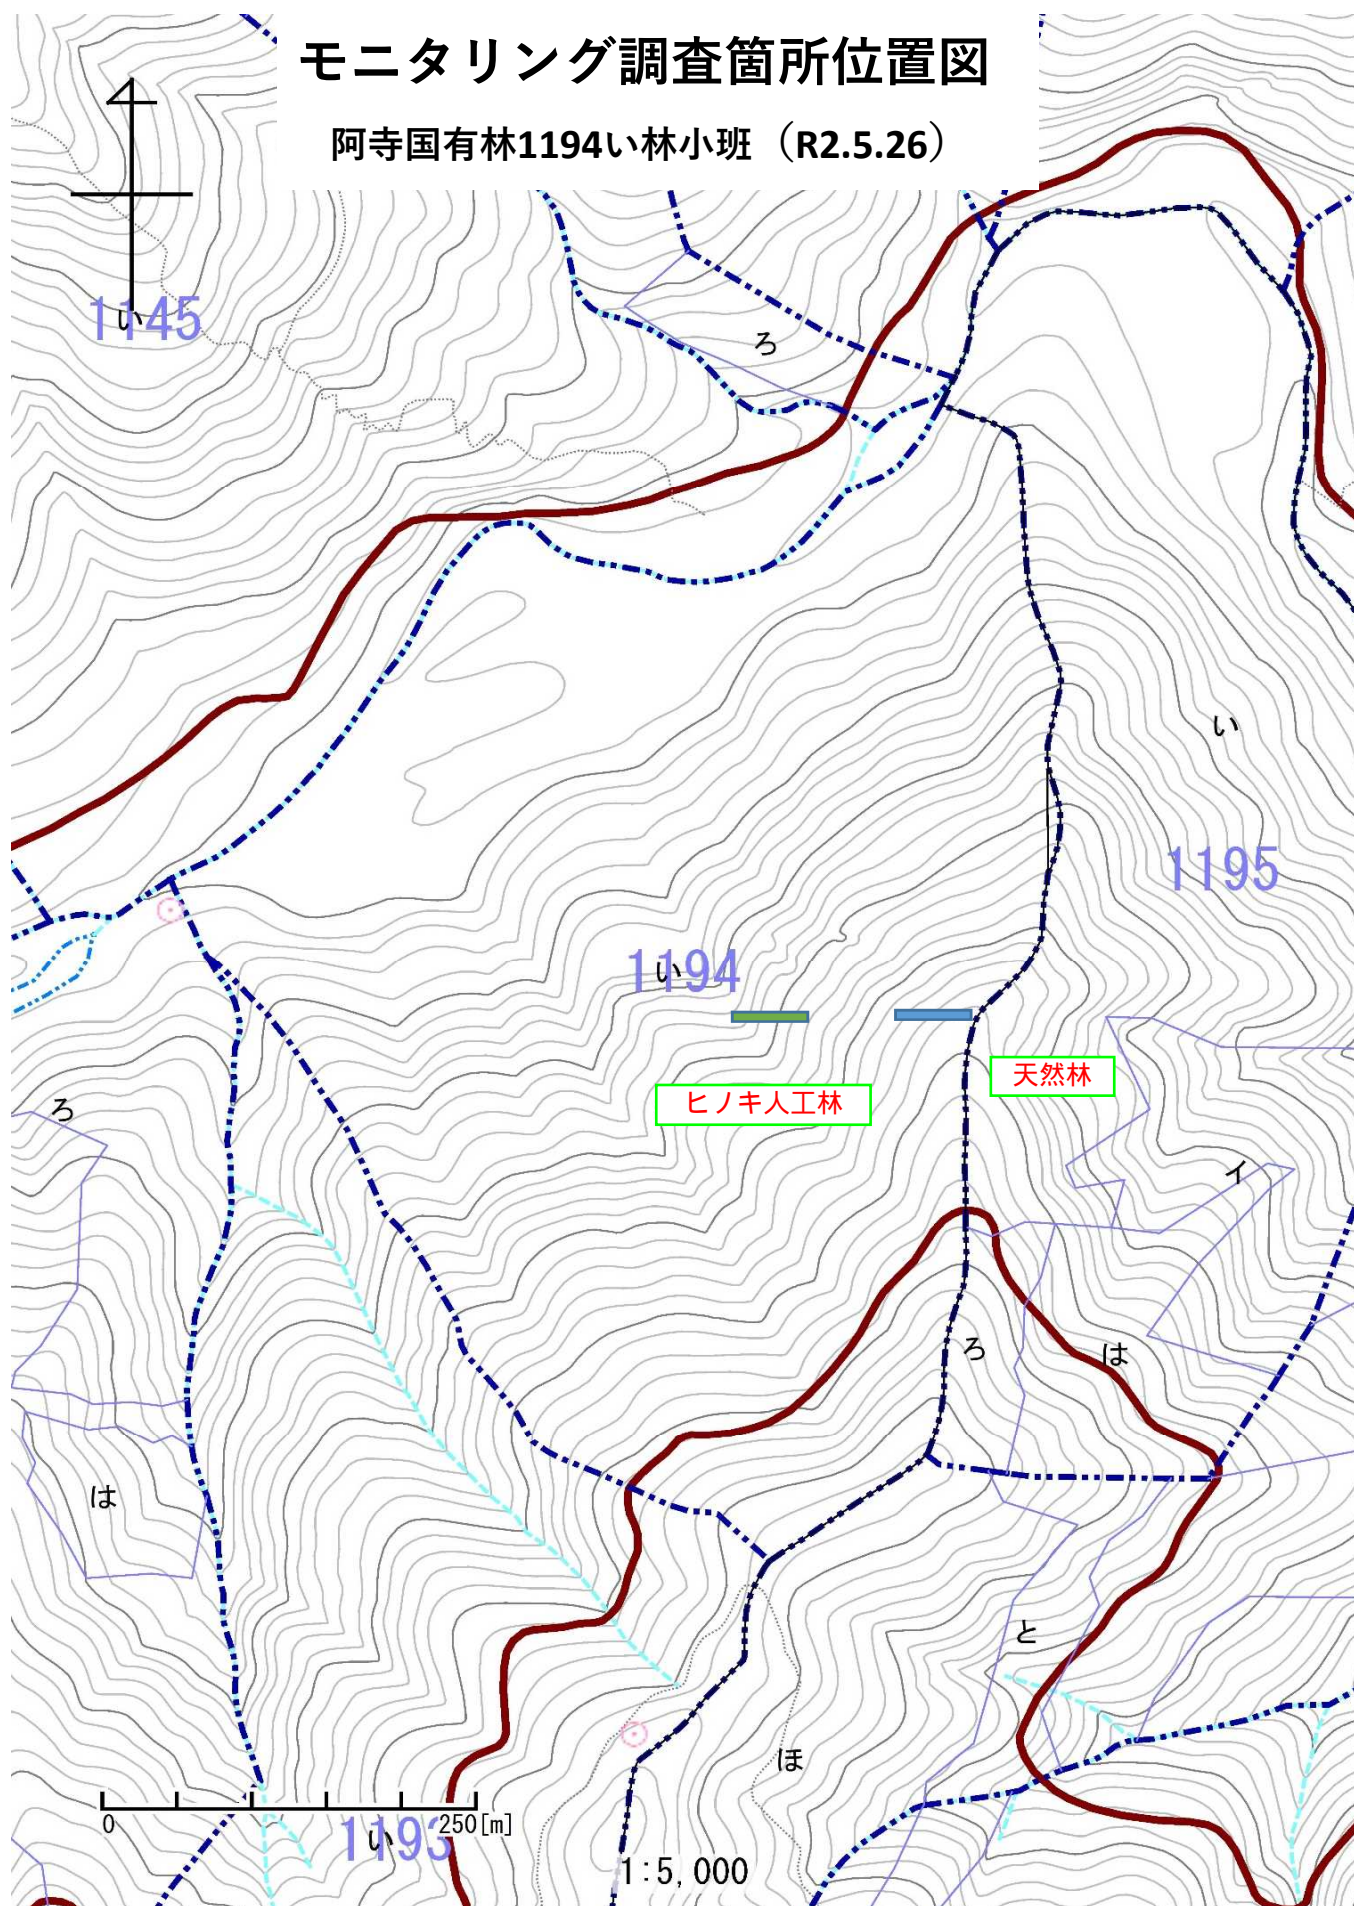 モニタリング調査箇所位置図
阿寺国有林1194い林小班（R2.5.26）
1145
い
ろ
い
1195
1194
い
天然林
ヒノキ人工林
ろ
イ
ろ
は
は
と
ほ
0
250[m]
1193
い
1:5,000